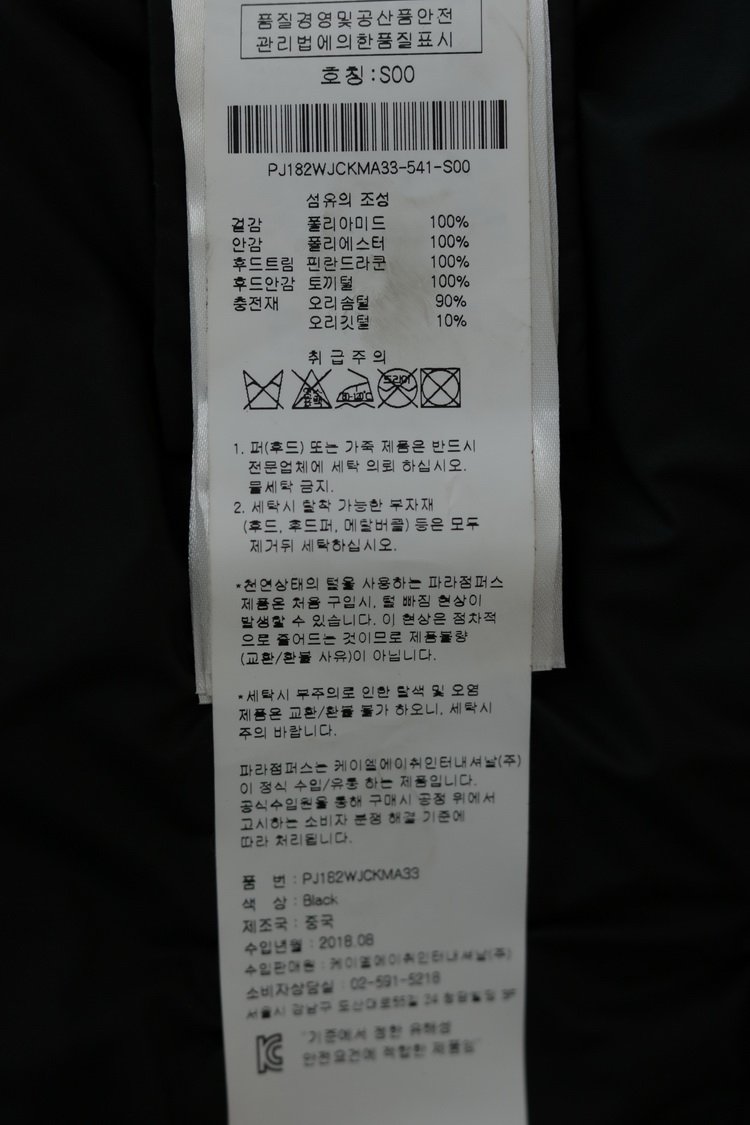 품질경영및공산품안전
관리법에의한품질표시
호칭 : S00
PJ182WJCKMA33-541-S00
섬유의 조성
겉감 폴리아미드 100%
안감 폴리에스터 100%
후드트림 핀란드라쿤 100%
후드안감 토끼털 100%
충전재 오리솜털 90%
오리깃털 10%
취급주의
80-120℃ 드라이
1. 퍼(후드) 또는 가죽 제품은 반드시
전문업체에 세탁 의뢰 하십시오.
물세탁 금지.
2. 세탁시 탈착 가능한 부자재
(후드, 후드퍼, 메탈버클) 등은 모두
제거뒤 세탁하십시오.
*천연상태의 털을 사용하는 파라점퍼스
제품은 처음 구입시, 털 빠짐 현상이
발생할 수 있습니다. 이 현상은 점차적
으로 줄어드는 것이므로 제품불량
(교환/환불 사유)이 아닙니다.
*세탁시 부주의로 인한 탈색 및 오염
제품은 교환/환불 불가 하오니, 세탁시
주의 바랍니다.
파라점퍼스는 케이엘에이취인터내셔날(주)
이 정식 수입/유통 하는 제품입니다.
공식수입원을 통해 구매시 공정 위에서
고시하는 소비자 분쟁 해결 기준에
따라 처리됩니다.
품 번 : PJ182WJCKMA33
색 상 : Black
제조국 : 중국
수입년월 : 2018.08
수입판매원 : 케이엘에이취인터내셔날(주)
소비자상담실 : 02-591-5218
서울시 강남구 도산대로55길 24
KC "기준에서 정한 유해성
안전요건에 적합한 제품임"